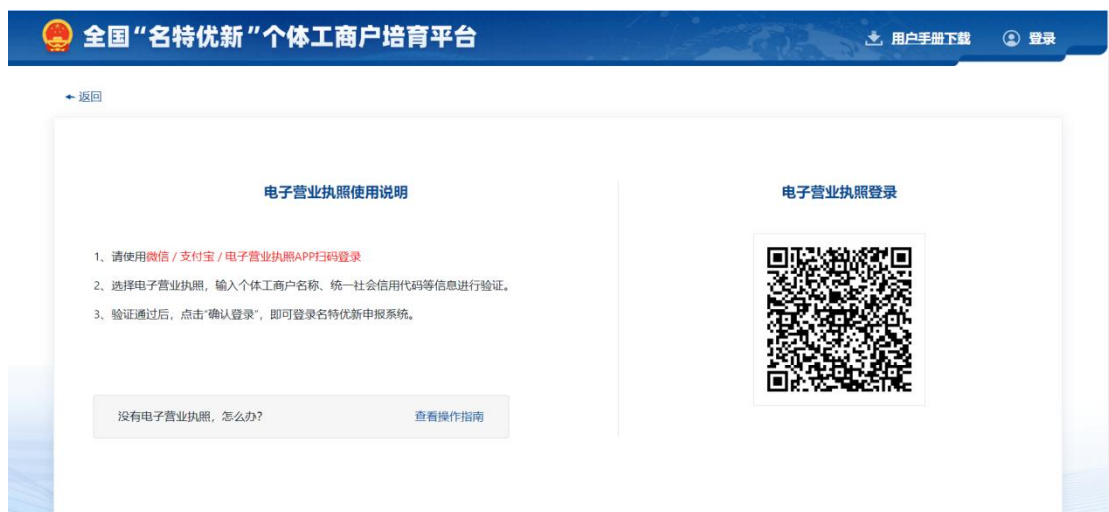 全国“名特优新”个体工商户培育平台
用户手册下载
登录
返回
电子营业执照使用说明
1、请使用微信 / 支付宝 / 电子营业执照APP扫码登录
2、选择电子营业执照，输入个体工商户名称、统一社会信用代码等信息进行验证。
3、验证通过后，点击“确认登录”，即可登录名特优新申报系统。
没有电子营业执照，怎么办?
查看操作指南
电子营业执照登录